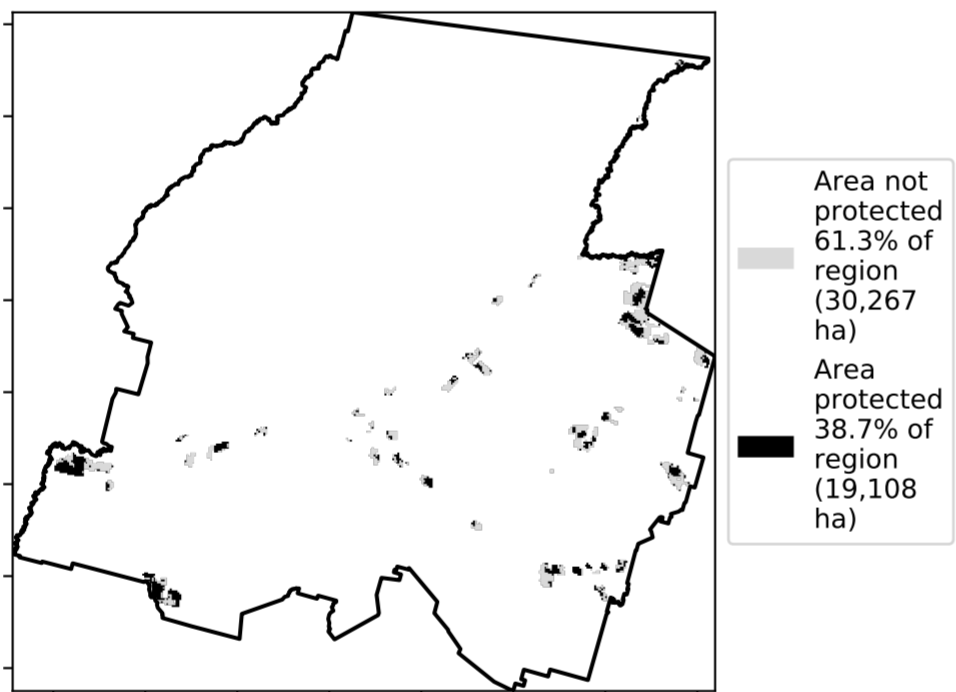 Area not
protected
61.3% of
region
(30,267
ha)
Area
protected
38.7% of
region
(19,108
ha)